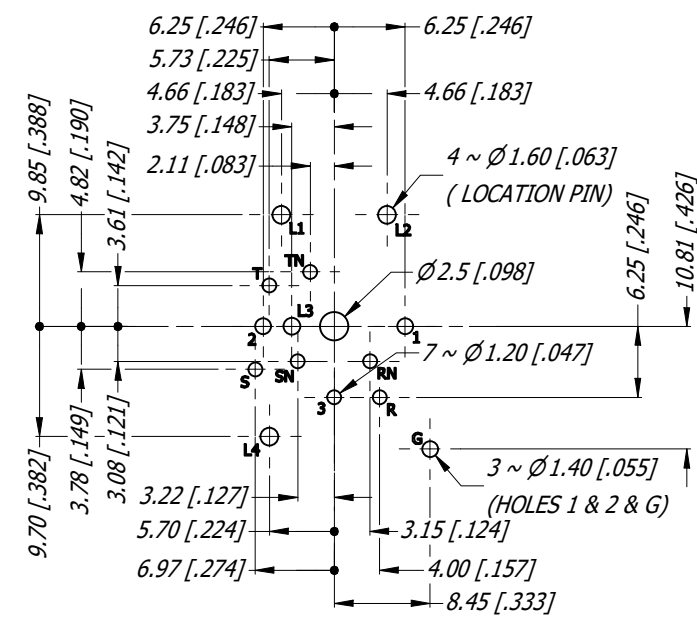 6.25 [.246]
6.25 [.246]
5.73 [.225]
4.66 [.183]
4.66 [.183]
3.75 [.148]
2.11 [.083]
9.85 [.388]
4.82 [.190]
3.61 [.142]
4 ~ Ø 1.60 [.063]
( LOCATION PIN)
L1
L2
TN
T
Ø 2.5 [.098]
6.25 [.246]
10.81 [.426]
L3
2
1
7 ~ Ø 1.20 [.047]
S
SN
RN
3
R
L4
G
9.70 [.382]
3.78 [.149]
3.08 [.121]
3 ~ Ø 1.40 [.055]
(HOLES 1 & 2 & G)
3.22 [.127]
3.15 [.124]
5.70 [.224]
6.97 [.274]
4.00 [.157]
8.45 [.333]